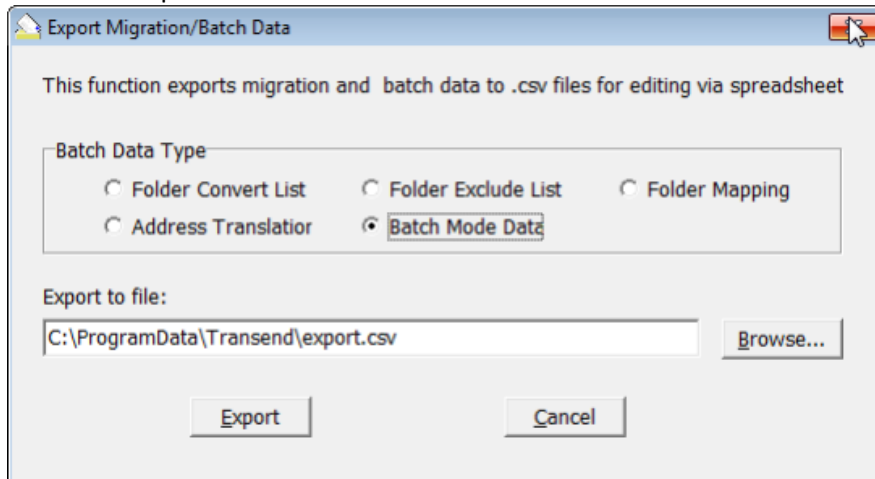 Export Migration/Batch Data
This function exports migration and batch data to .csv files for editing via spreadsheet
Batch Data Type
Folder Convert List Folder Exclude List Folder Mapping
Address Translatior Batch Mode Data
Export to file:
C:\ProgramData\Transend\export.csv Browse...
Export Cancel